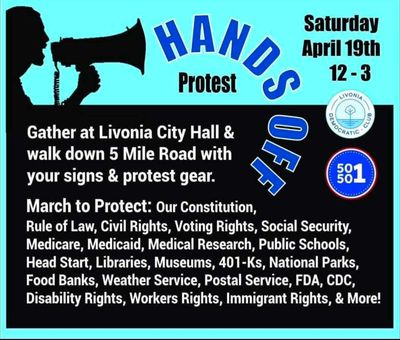 HANDS OFF
Protest
Saturday
April 19th
12 - 3
LIVONIA
DEMOCRATIC · CLUB
Gather at Livonia City Hall &
walk down 5 Mile Road with
your signs & protest gear.
50
50
1
March to Protect: Our Constitution,
Rule of Law, Civil Rights, Voting Rights, Social Security,
Medicare, Medicaid, Medical Research, Public Schools,
Head Start, Libraries, Museums, 401-Ks, National Parks,
Food Banks, Weather Service, Postal Service, FDA, CDC,
Disability Rights, Workers Rights, Immigrant Rights, & More!